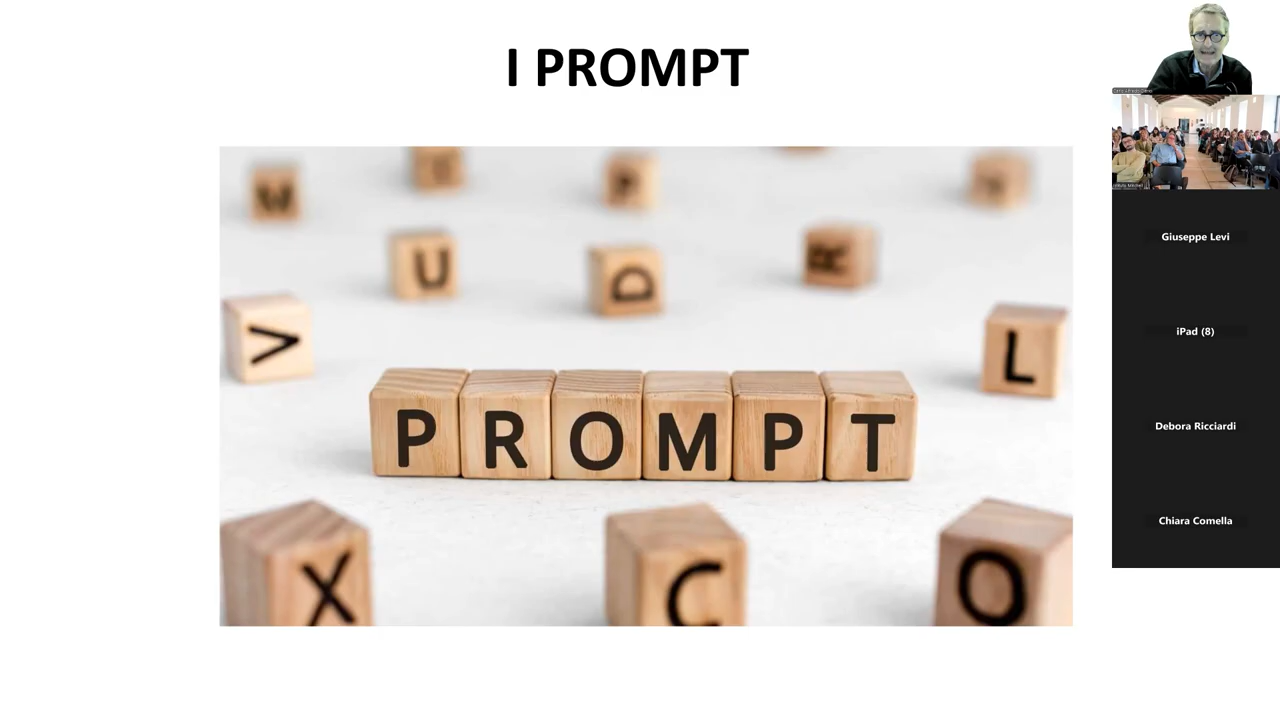 I PROMPT
W
U
D
R
>
L
PROMPT
X
C
O
Giuseppe Levi
iPad (8)
Debora Ricciardi
Chiara Comella